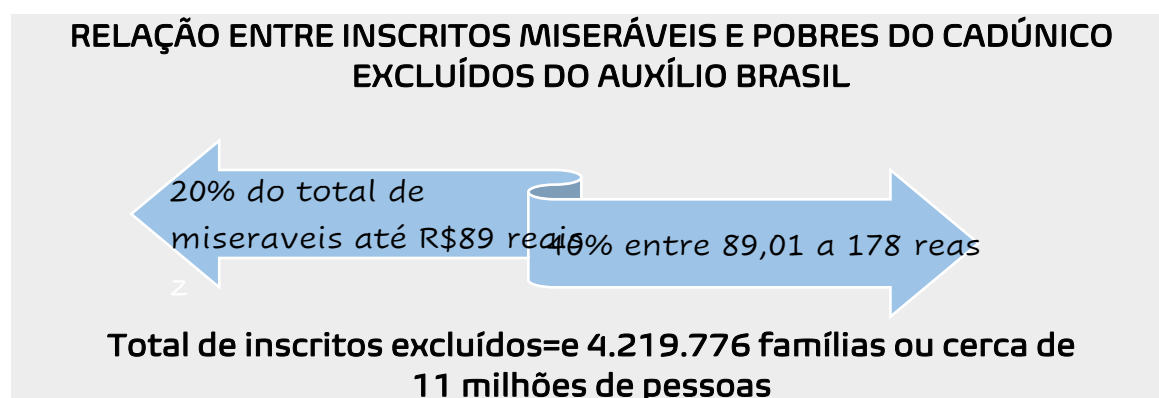 RELAÇÃO ENTRE INSCRITOS MISERÁVEIS E POBRES DO CADÚNICO
EXCLUÍDOS DO AUXÍLIO BRASIL
20% do total de
miseraveis até R$89 reais
z
40% entre 89,01 a 178 reas
Total de inscritos excluídos=e 4.219.776 famílias ou cerca de
11 milhões de pessoas